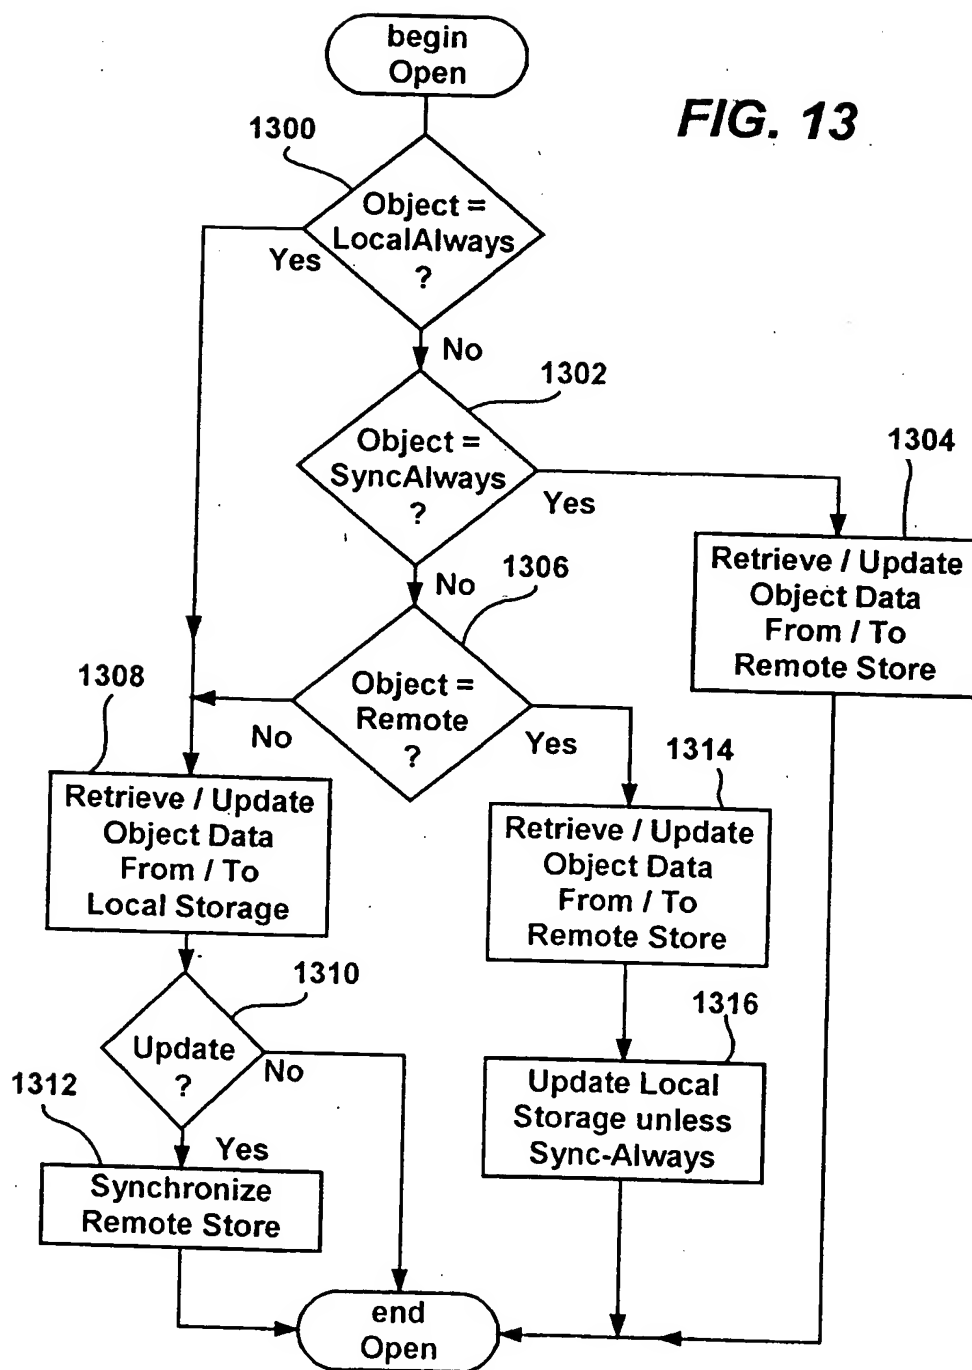 begin
Open
FIG. 13
1300
Object =
LocalAlways
?
Yes
No
1302
Object =
SyncAlways
?
Yes
No
1304
Retrieve / Update
Object Data
From / To
Remote Store
1306
Object =
Remote
?
No
Yes
1308
Retrieve / Update
Object Data
From / To
Local Storage
1314
Retrieve / Update
Object Data
From / To
Remote Store
1310
Update
?
No
Yes
1316
Update Local
Storage unless
Sync-Always
1312
Synchronize
Remote Store
end
Open